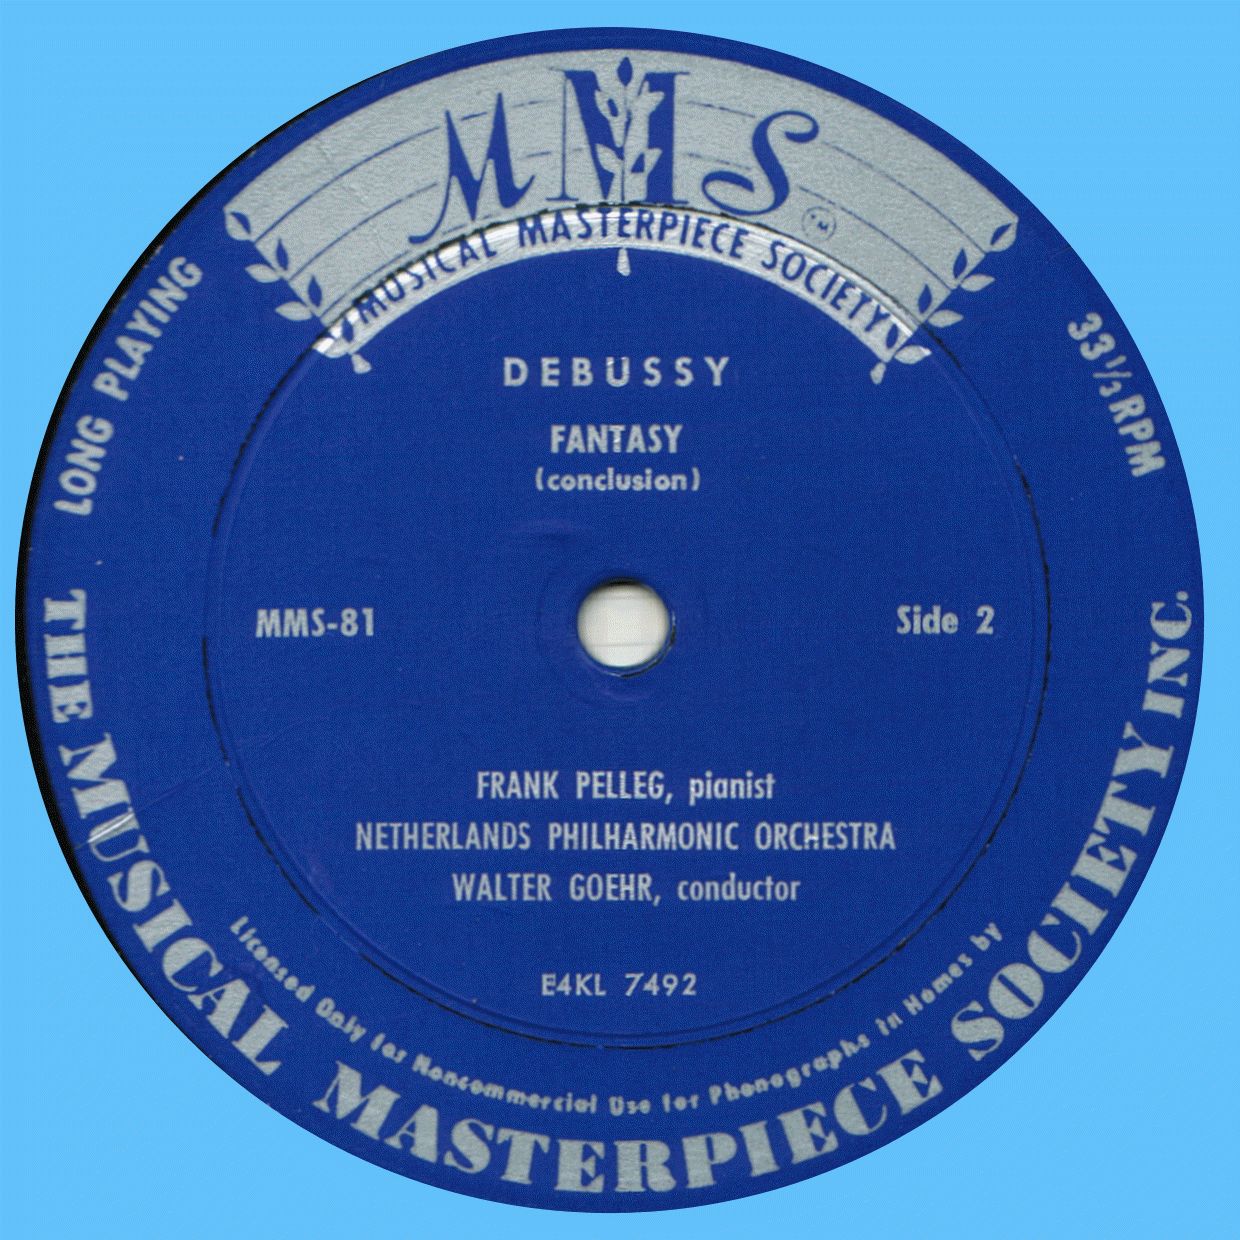 MMS
TM
MUSICAL MASTERPIECE SOCIETY
LONG PLAYING
33 1/3 RPM
DEBUSSY
FANTASY
(conclusion)
MMS-81
Side 2
FRANK PELLEG, pianist
NETHERLANDS PHILHARMONIC ORCHESTRA
WALTER GOEHR, conductor
E4KL 7492
Licensed Only for Noncommercial Use for Phonographs in Homes by
THE MUSICAL MASTERPIECE SOCIETY INC.